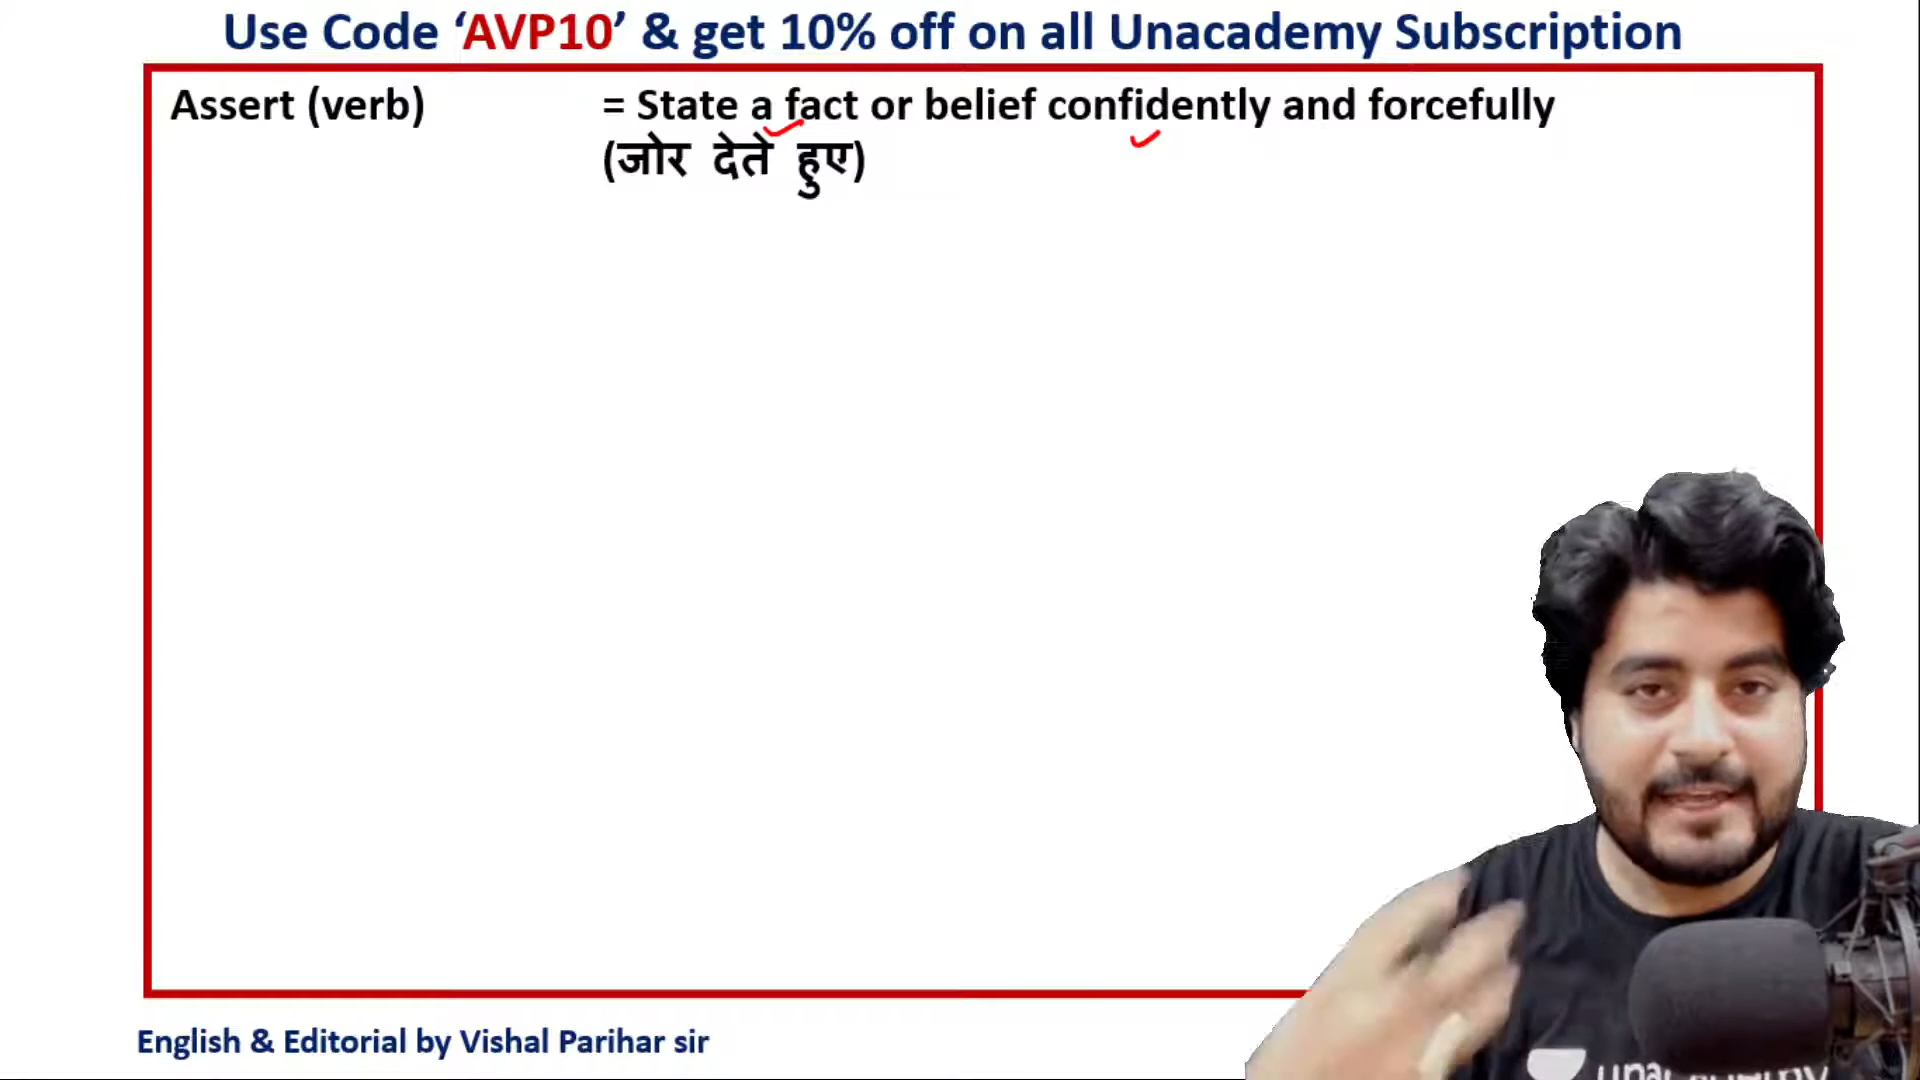 Use Code ‘AVP10’ & get 10% off on all Unacademy Subscription
Assert (verb) = State a fact or belief confidently and forcefully
(जोर देते हुए)
English & Editorial by Vishal Parihar sir